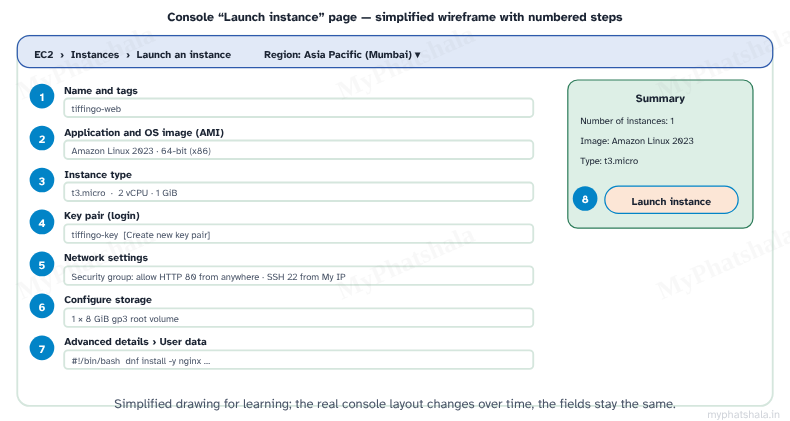 Console “Launch instance” page — simplified wireframe with numbered steps
EC2 › Instances › Launch an instance Region: Asia Pacific (Mumbai) ▾
1 Name and tags
tiffingo-web
2 Application and OS image (AMI)
Amazon Linux 2023 · 64-bit (x86)
3 Instance type
t3.micro · 2 vCPU · 1 GiB
4 Key pair (login)
tiffingo-key [Create new key pair]
5 Network settings
Security group: allow HTTP 80 from anywhere · SSH 22 from My IP
6 Configure storage
1 × 8 GiB gp3 root volume
7 Advanced details › User data
#!/bin/bash dnf install -y nginx ...
Summary
Number of instances: 1
Image: Amazon Linux 2023
Type: t3.micro
8 Launch instance
Simplified drawing for learning; the real console layout changes over time, the fields stay the same.
myphatshala.in
MyPhatshala
MyPhatshala
MyPhatshala
MyPhatshala
MyPhatshala
MyPhatshala